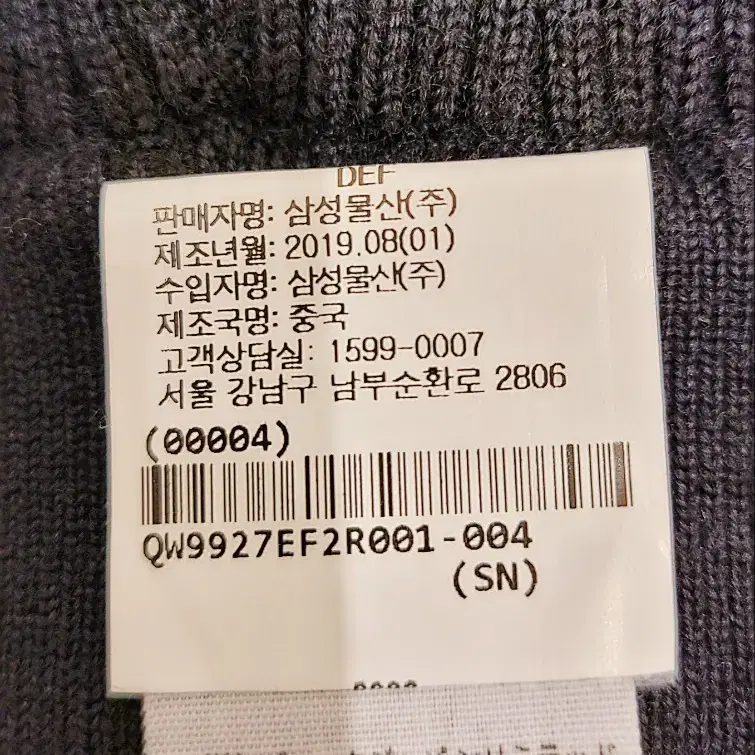 DEF
판매자명: 삼성물산(주)
제조년월: 2019.08(01)
수입자명: 삼성물산(주)
제조국명: 중국
고객상담실: 1599-0007
서울 강남구 남부순환로 2806
(00004)
QW9927EF2R001-004
(SN)